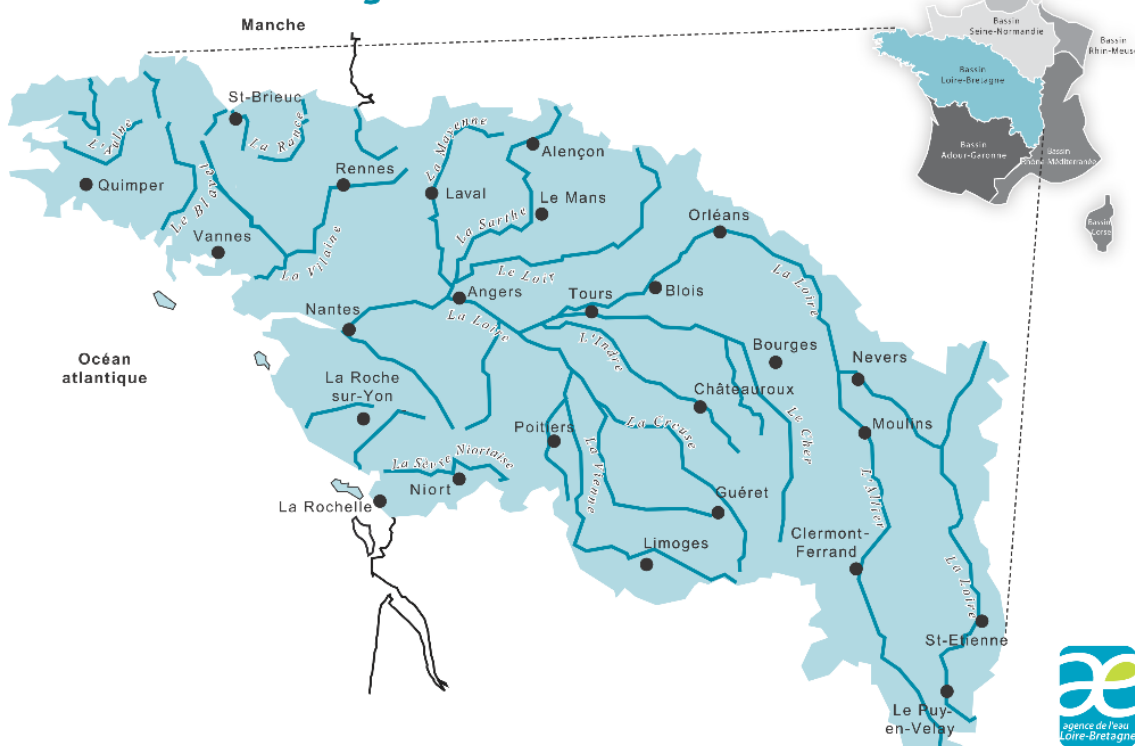 Manche
Bassin
Seine-Normandie
Bassin
Rhin-Meuse
Bassin
Loire-Bretagne
Bassin
Adour-Garonne
Bassin
Rhône Méditerranée
Bassin
Corse
St-Brieuc
L'Aulne
La Rance
La Mayenne
Alençon
Quimper
Rennes
Laval
Le Mans
Le Blavet
La Sarthe
Orléans
Vannes
La Vilaine
Le Loir
La Loire
Nantes
Angers
Tours
Blois
La Loire
Océan
atlantique
L'Indre
Bourges
Nevers
La Roche
sur-Yon
Châteauroux
Le Cher
Poitiers
La Creuse
Moulins
La Sèvre Niortaise
La Vienne
Niort
Guéret
L'Allier
La Rochelle
Limoges
Clermont-
Ferrand
La Loire
St-Etienne
Le Puy-
en-Velay
agence de l'eau
Loire-Bretagne